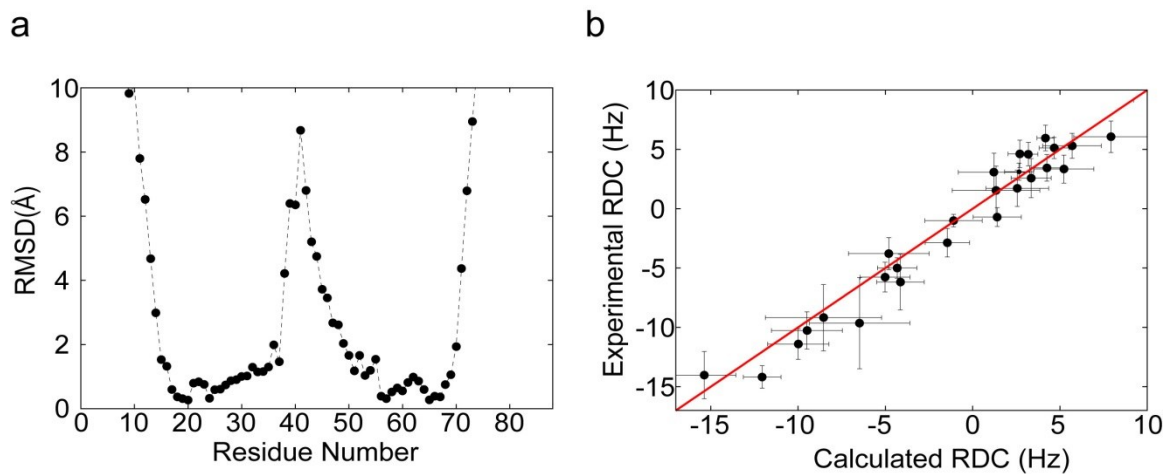 a
b
10
8
6
4
2
0
RMSD(Å)
0 10 20 30 40 50 60 70 80
Residue Number
10
5
0
-5
-10
-15
Experimental RDC (Hz)
-15 -10 -5 0 5 10
Calculated RDC (Hz)